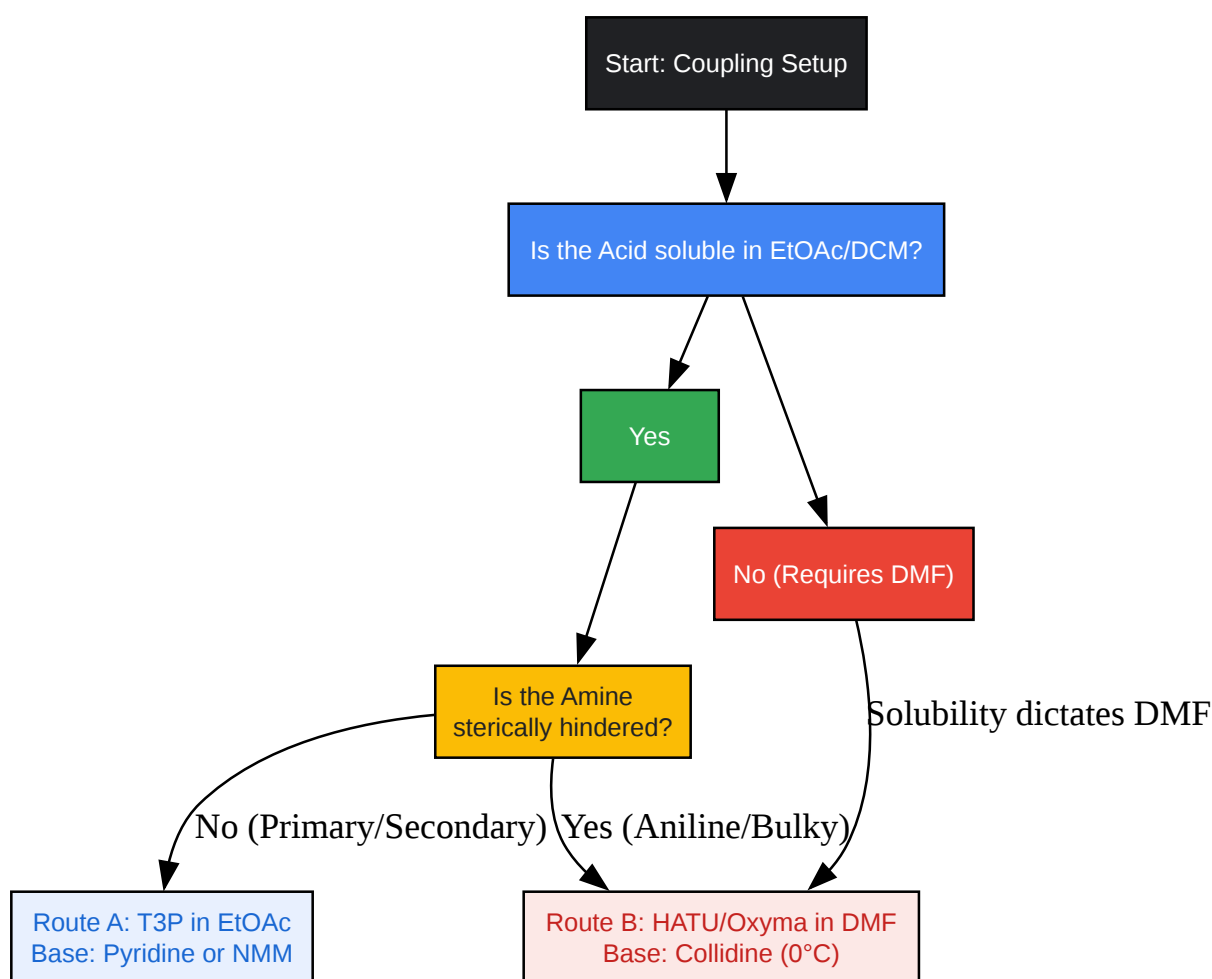 Start: Coupling Setup
Is the Acid soluble in EtOAc/DCM?
Yes
No (Requires DMF)
Is the Amine
sterically hindered?
Solubility dictates DMF
No (Primary/Secondary)
Yes (Aniline/Bulky)
Route A: T3P in EtOAc
Base: Pyridine or NMM
Route B: HATU/Oxyma in DMF
Base: Collidine (0°C)